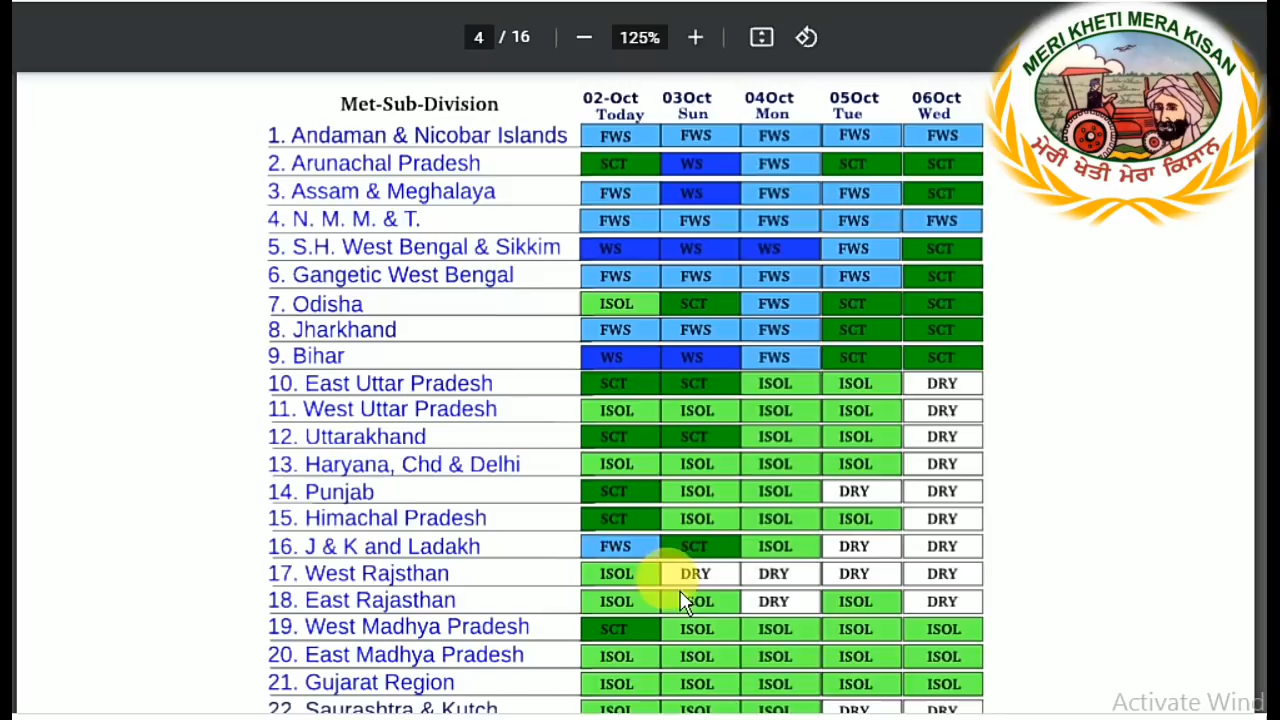 4 / 16 — 125% +
MERI KHETI MERA KISAN
ਮੇਰੀ ਖੇਤੀ ਮੇਰਾ ਕਿਸਾਨ
Met-Sub-Division 02-Oct Today 03Oct Sun 04Oct Mon 05Oct Tue 06Oct Wed
1. Andaman & Nicobar Islands FWS FWS FWS FWS FWS
2. Arunachal Pradesh SCT WS FWS SCT SCT
3. Assam & Meghalaya FWS WS FWS FWS SCT
4. N. M. M. & T. FWS FWS FWS FWS FWS
5. S.H. West Bengal & Sikkim WS WS WS FWS SCT
6. Gangetic West Bengal FWS FWS FWS FWS SCT
7. Odisha ISOL SCT FWS SCT SCT
8. Jharkhand FWS FWS FWS SCT SCT
9. Bihar WS WS FWS SCT SCT
10. East Uttar Pradesh SCT SCT ISOL ISOL DRY
11. West Uttar Pradesh ISOL ISOL ISOL ISOL DRY
12. Uttarakhand SCT SCT ISOL ISOL DRY
13. Haryana, Chd & Delhi ISOL ISOL ISOL ISOL DRY
14. Punjab SCT ISOL ISOL DRY DRY
15. Himachal Pradesh SCT ISOL ISOL ISOL DRY
16. J & K and Ladakh FWS SCT ISOL DRY DRY
17. West Rajsthan ISOL DRY DRY DRY DRY
18. East Rajasthan ISOL ISOL DRY ISOL DRY
19. West Madhya Pradesh SCT ISOL ISOL ISOL ISOL
20. East Madhya Pradesh ISOL ISOL ISOL ISOL ISOL
21. Gujarat Region ISOL ISOL ISOL ISOL ISOL
22. Saurashtra & Kutch ISOL ISOL ISOL DRY DRY
Activate Wind